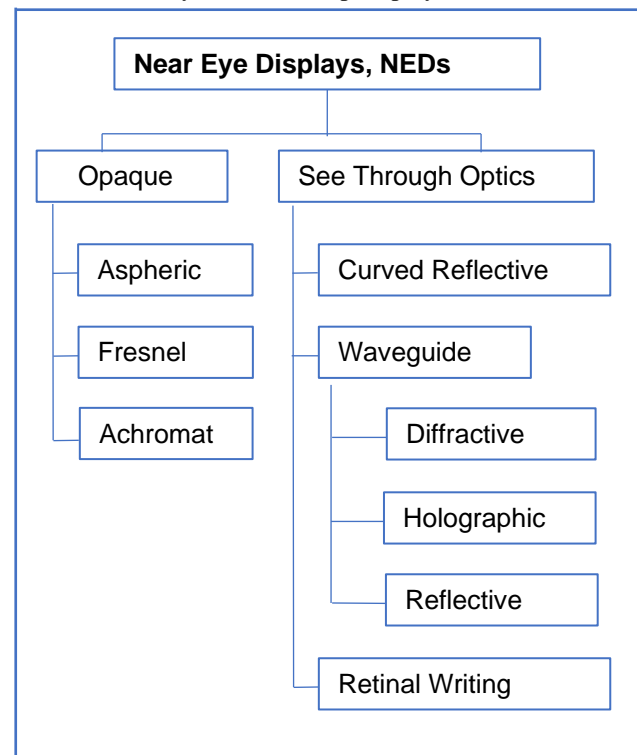 Near Eye Displays, NEDs
Opaque
See Through Optics
Aspheric
Curved Reflective
Fresnel
Waveguide
Achromat
Diffractive
Holographic
Reflective
Retinal Writing